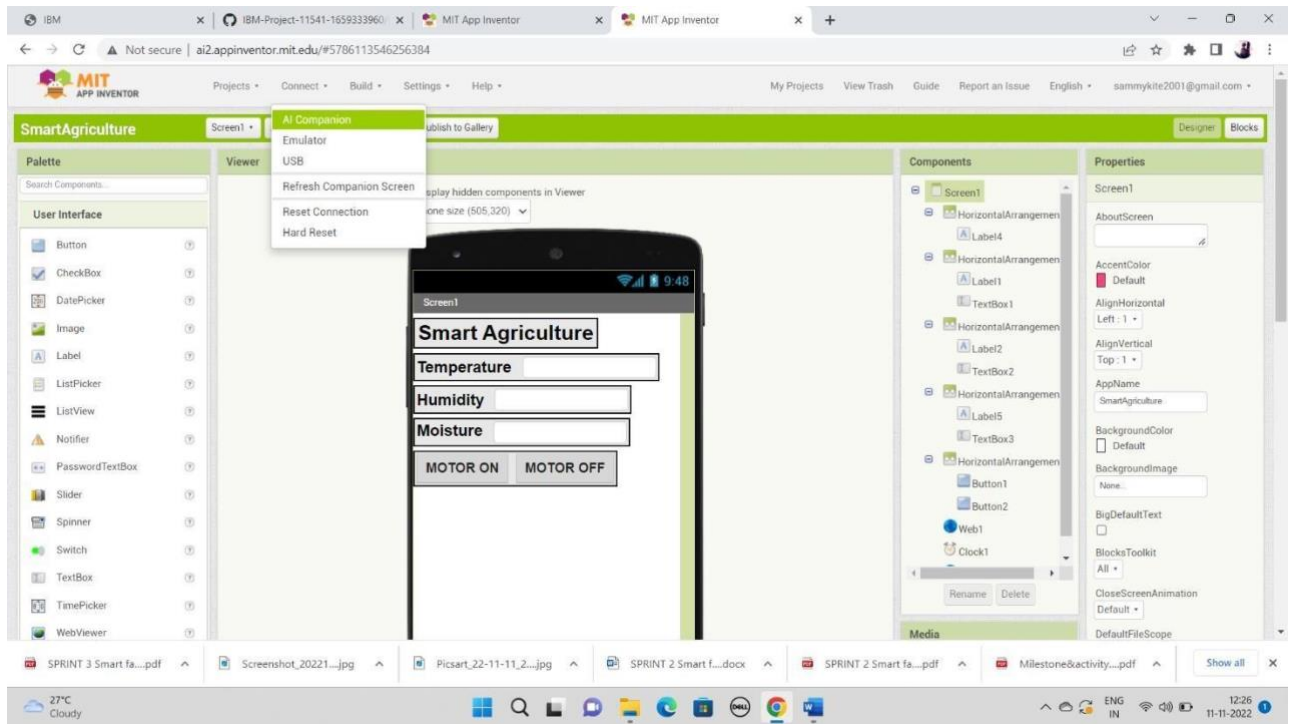 IBM
IBM-Project-11541-1659333960
MIT App Inventor
MIT App Inventor
Not secure | ai2.appinventor.mit.edu/#5786113546256384
MIT
APP INVENTOR
Projects Connect Build Settings Help
My Projects View Trash Guide Report an Issue English sammykite2001@gmail.com
SmartAgriculture
Screen1
ublish to Gallery
Designer Blocks
AI Companion
Emulator
USB
Refresh Companion Screen
Reset Connection
Hard Reset
Palette
Search Components...
User Interface
Button
CheckBox
DatePicker
Image
Label
ListPicker
ListView
Notifier
PasswordTextBox
Slider
Spinner
Switch
TextBox
TimePicker
WebViewer
Viewer
splay hidden components in Viewer
one size (505,320)
9:48
Screen1
Smart Agriculture
Temperature
Humidity
Moisture
MOTOR ON MOTOR OFF
Components
Screen1
HorizontalArrangemen
Label4
HorizontalArrangemen
Label1
TextBox1
HorizontalArrangemen
Label2
TextBox2
HorizontalArrangemen
Label5
TextBox3
HorizontalArrangemen
Button1
Button2
Web1
Clock1
Rename Delete
Media
Properties
Screen1
AboutScreen
AccentColor
Default
AlignHorizontal
Left : 1
AlignVertical
Top : 1
AppName
SmartAgriculture
BackgroundColor
Default
BackgroundImage
None...
BigDefaultText
BlocksToolkit
All
CloseScreenAnimation
Default
DefaultFileScope
SPRINT 3 Smart fa....pdf
Screenshot_20221....jpg
Picsart_22-11-11_2....jpg
SPRINT 2 Smart f....docx
SPRINT 2 Smart fa....pdf
Milestone&activity....pdf
Show all
27°C
Cloudy
DELL
ENG
IN
12:26
11-11-2022
1